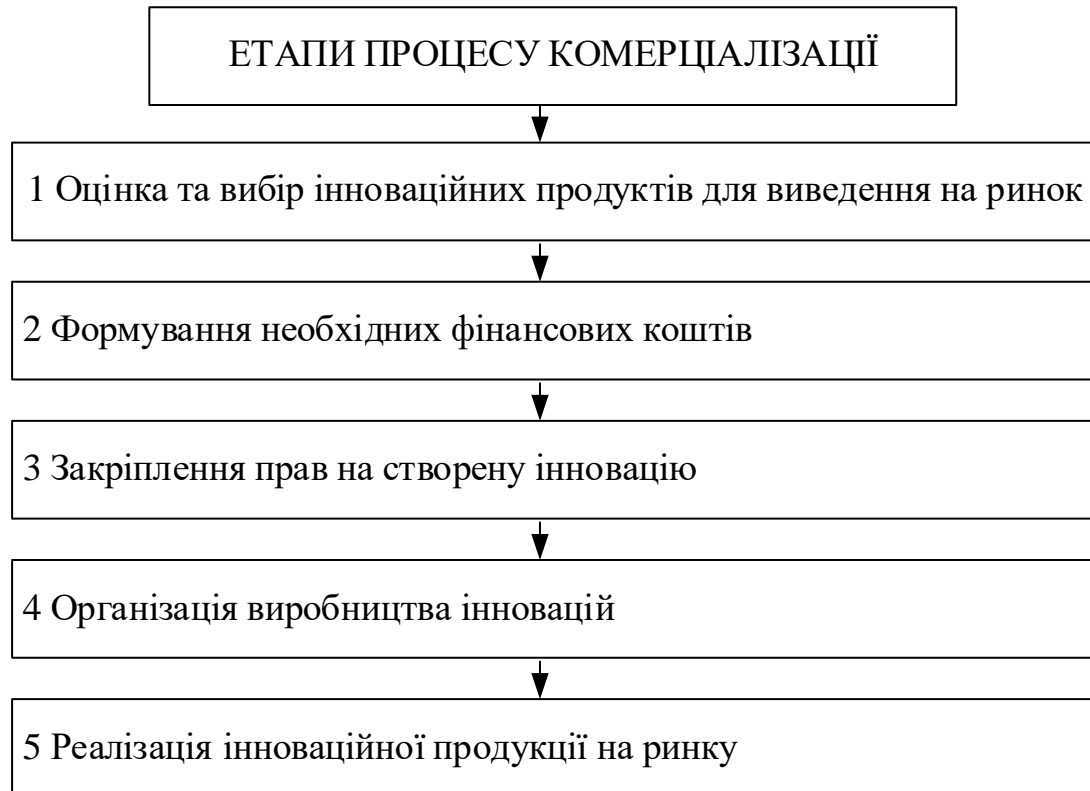 ЕТАПИ ПРОЦЕСУ КОМЕРЦІАЛІЗАЦІЇ
1 Оцінка та вибір інноваційних продуктів для виведення на ринок
2 Формування необхідних фінансових коштів
3 Закріплення прав на створену інновацію
4 Організація виробництва інновацій
5 Реалізація інноваційної продукції на ринку